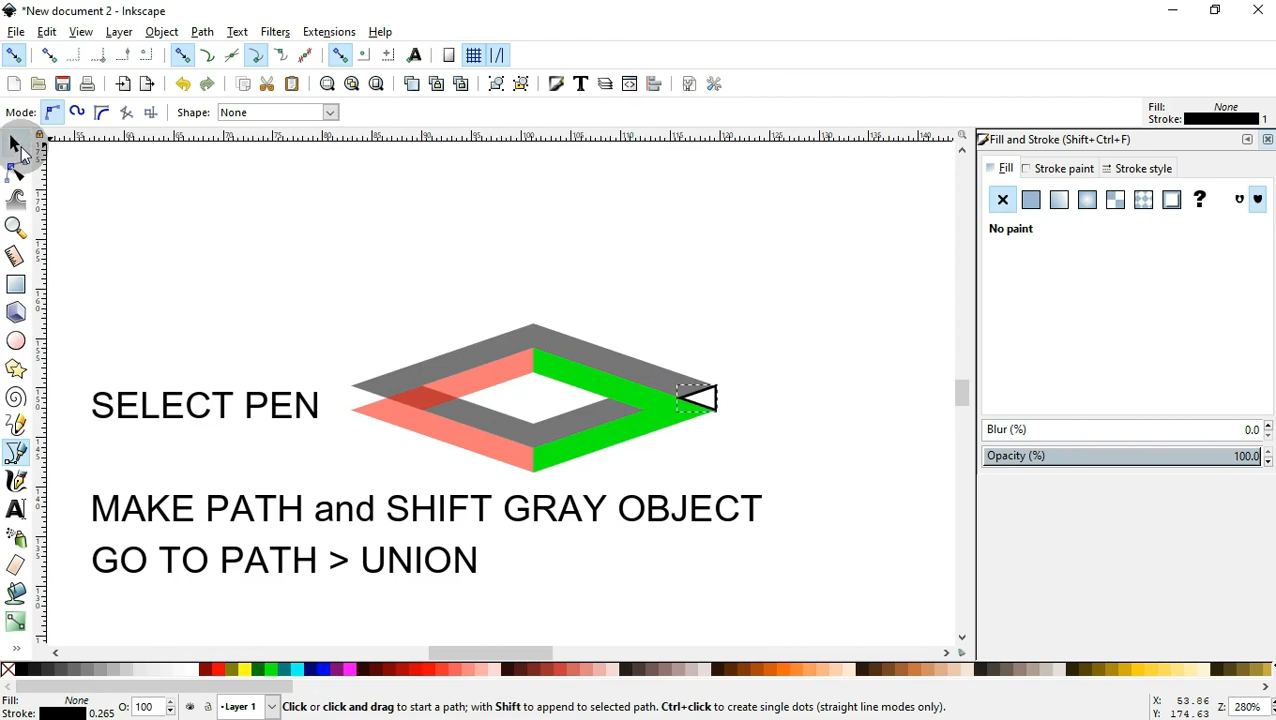 *New document 2 - Inkscape
File Edit View Layer Object Path Text Filters Extensions Help
Mode: Shape: None
Fill: None
Stroke: 1
Fill and Stroke (Shift+Ctrl+F)
Fill Stroke paint Stroke style
No paint
SELECT PEN
MAKE PATH and SHIFT GRAY OBJECT
GO TO PATH > UNION
Blur (%) 0.0
Opacity (%) 100.0
Fill: None
Stroke: 0.265
O: 100
Layer 1
Click or click and drag to start a path; with Shift to append to selected path. Ctrl+click to create single dots (straight line modes only).
X: 53.86
Y: 174.63
Z: 280%